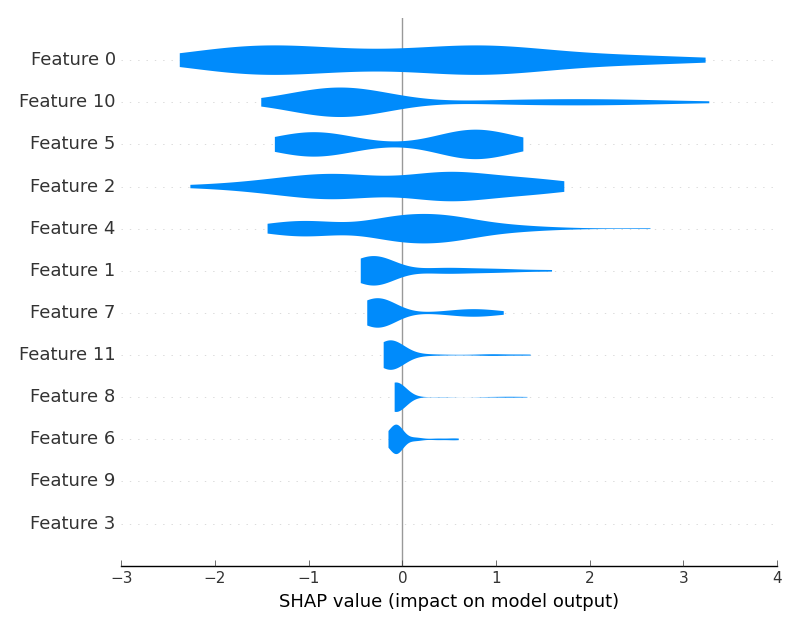 Feature 0
Feature 10
Feature 5
Feature 2
Feature 4
Feature 1
Feature 7
Feature 11
Feature 8
Feature 6
Feature 9
Feature 3
−3 −2 −1 0 1 2 3 4
SHAP value (impact on model output)